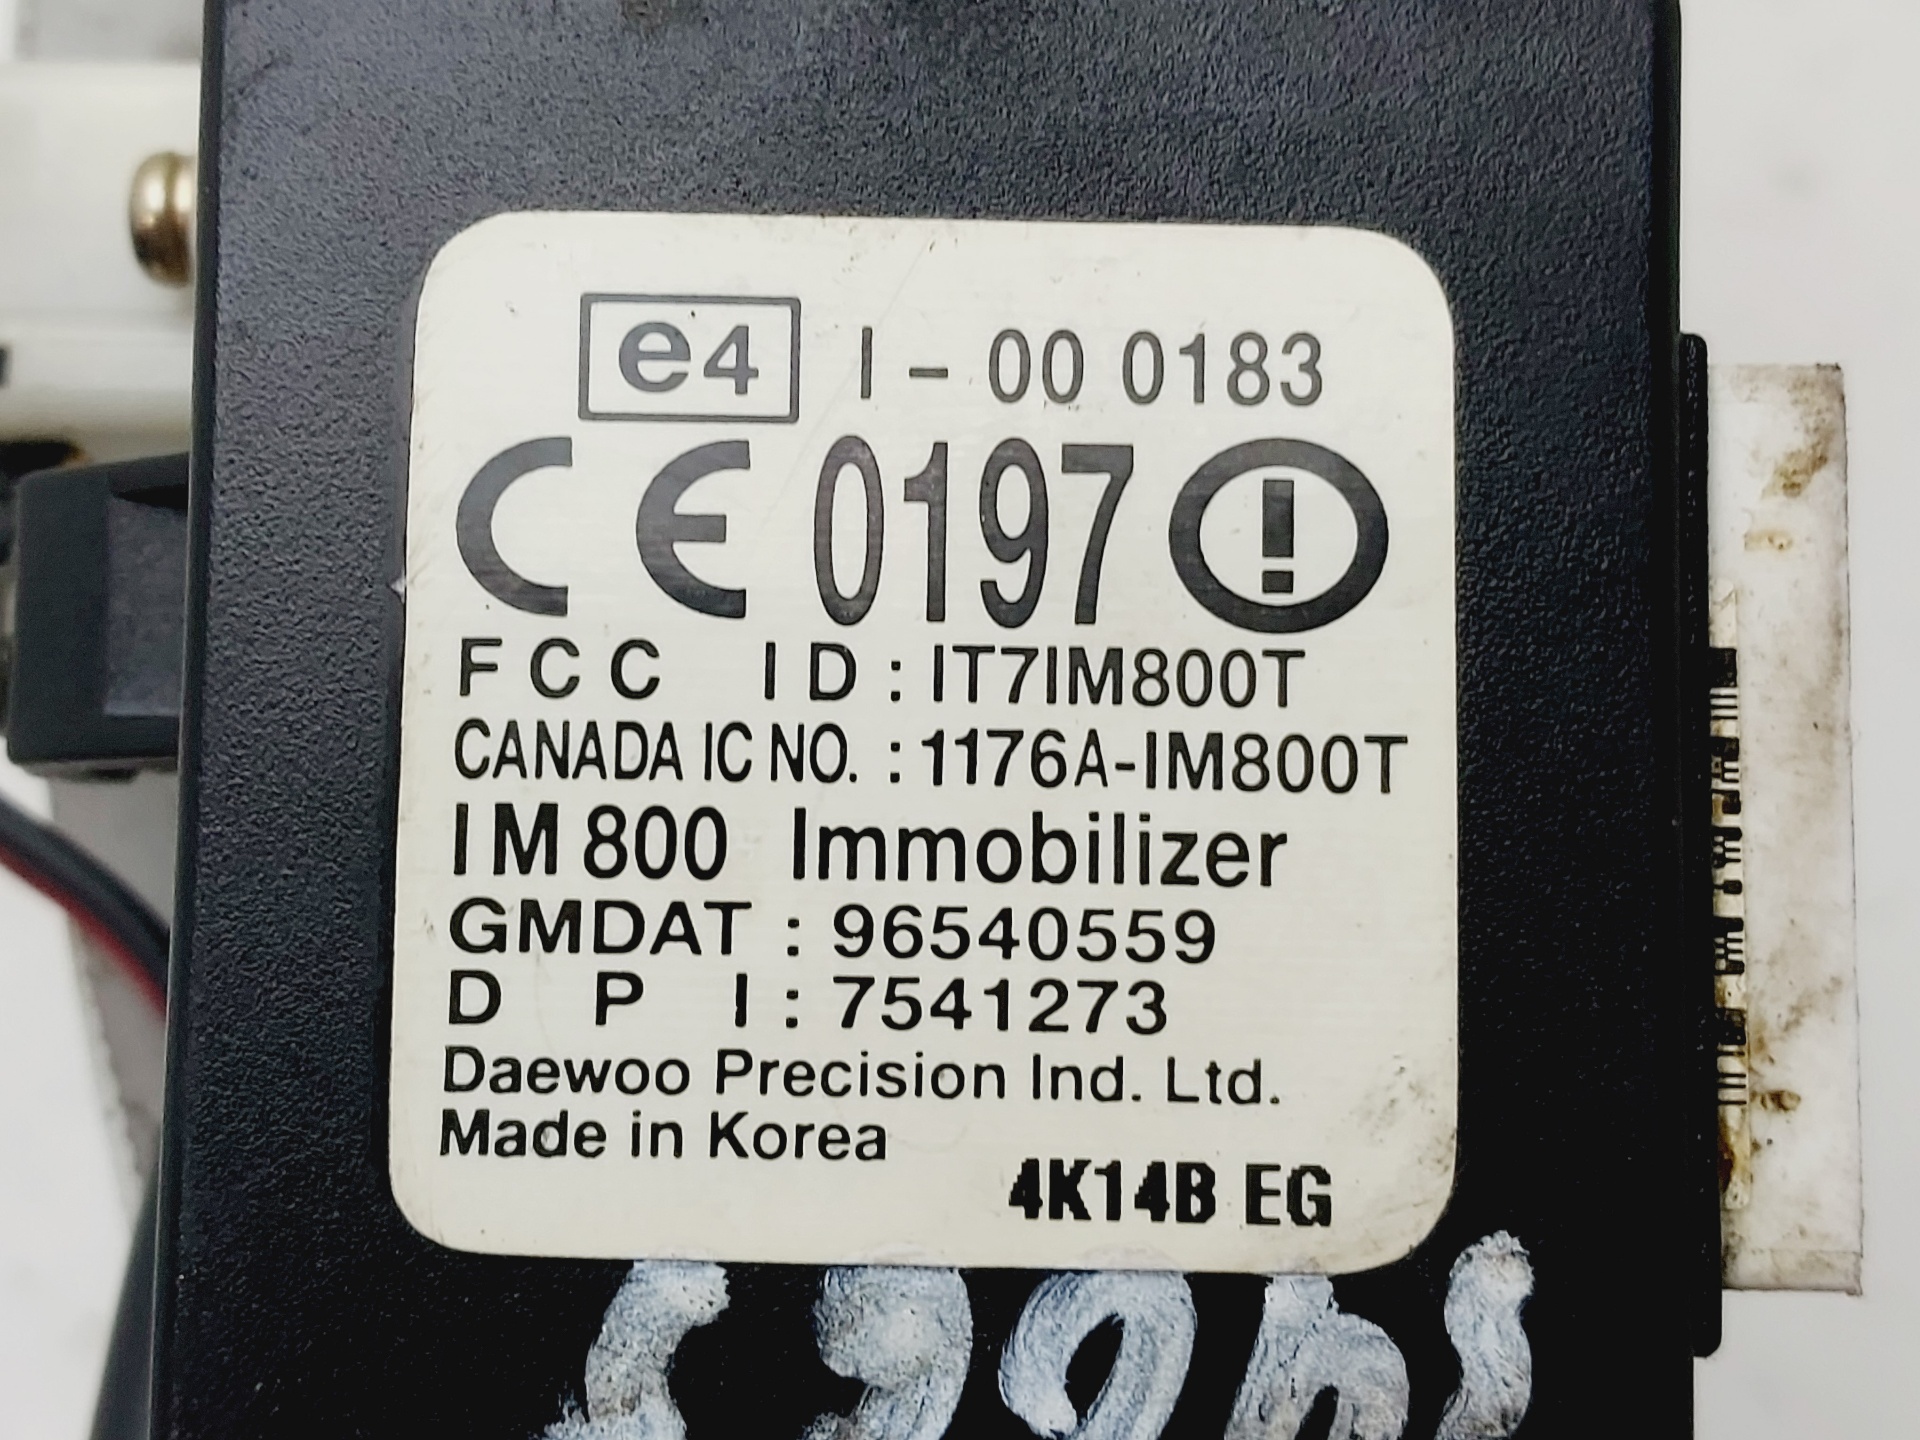 e4 I - 00 0183
CE 0197 !
FCC ID : IT7IM800T
CANADA IC NO. : 1176A-IM800T
IM 800 Immobilizer
GMDAT : 96540559
D P I : 7541273
Daewoo Precision Ind. Ltd.
Made in Korea
4K14B EG